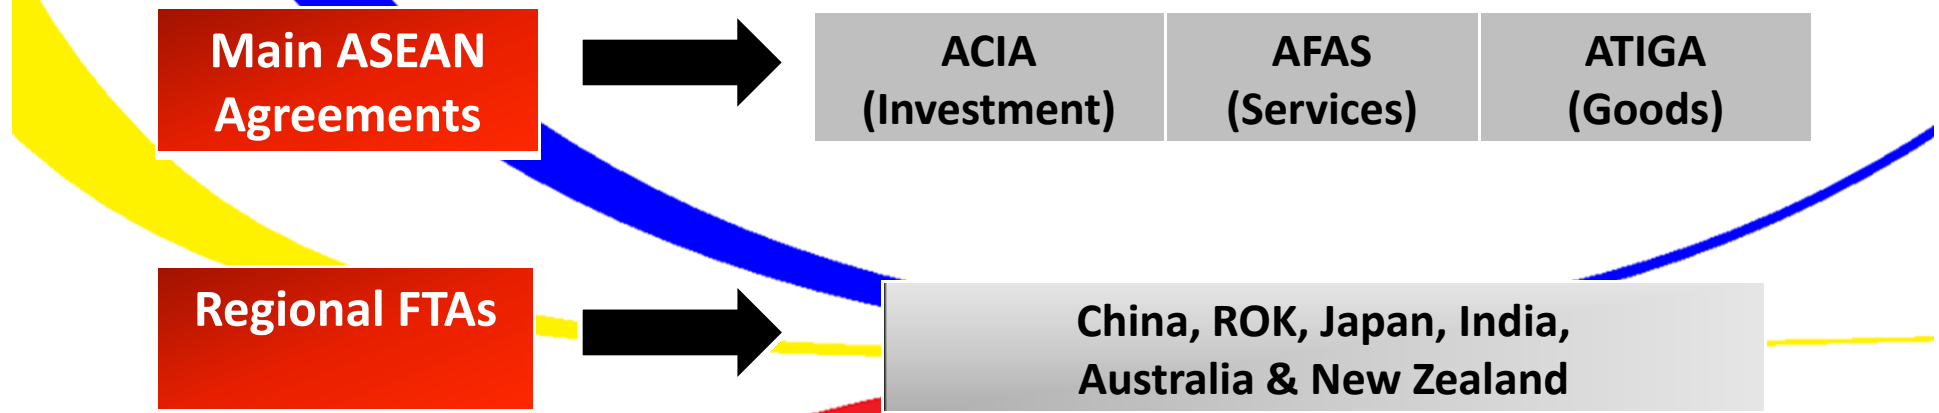 Main ASEAN
Agreements
ACIA
(Investment)
AFAS
(Services)
ATIGA
(Goods)
Regional FTAs
China, ROK, Japan, India,
Australia & New Zealand